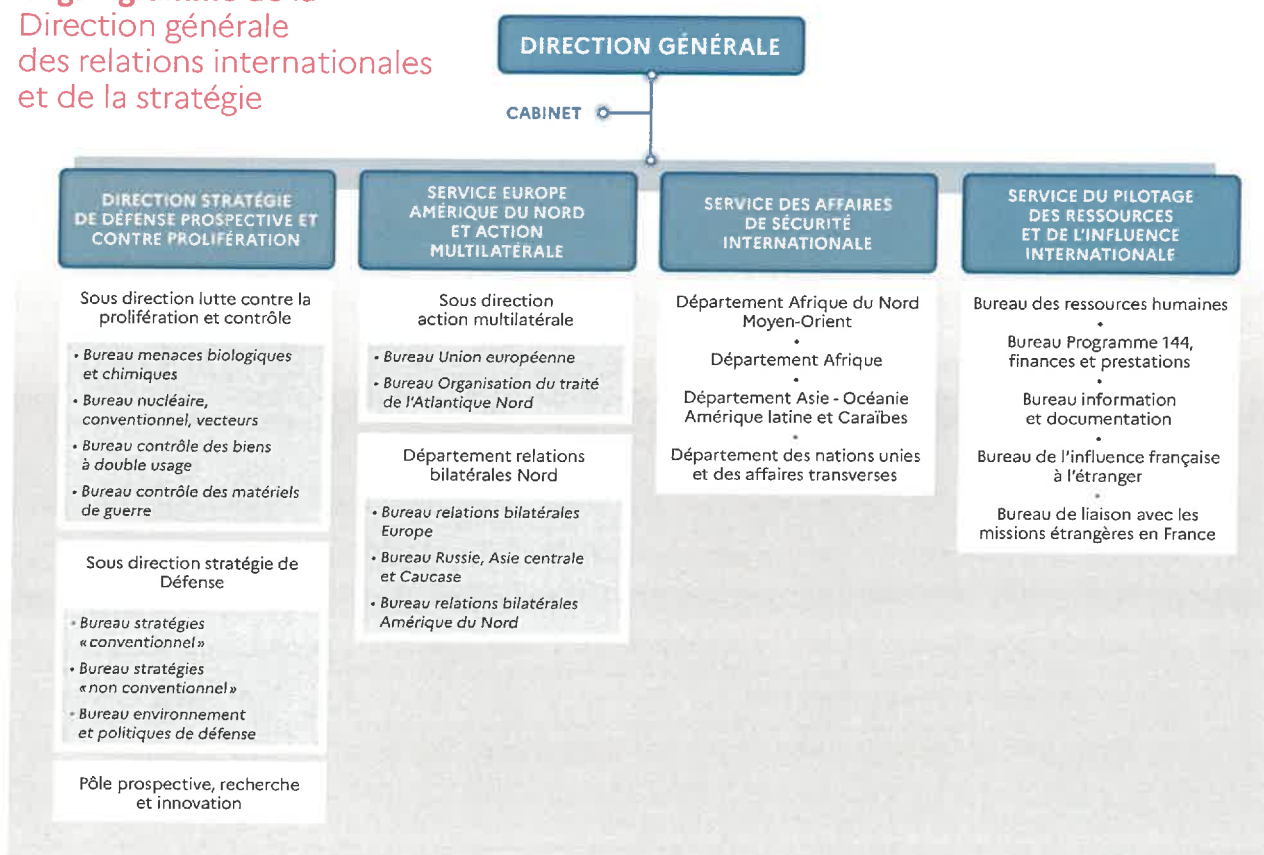 de la
Direction générale
des relations internationales
et de la stratégie
DIRECTION GÉNÉRALE
CABINET
DIRECTION STRATÉGIE
DE DÉFENSE PROSPECTIVE ET
CONTRE PROLIFÉRATION
Sous direction lutte contre la
prolifération et contrôle
• Bureau menaces biologiques
et chimiques
• Bureau nucléaire,
conventionnel, vecteurs
• Bureau contrôle des biens
à double usage
• Bureau contrôle des matériels
de guerre
Sous direction stratégie de
Défense
• Bureau stratégies
«conventionnel»
• Bureau stratégies
«non conventionnel»
• Bureau environnement
et politiques de défense
Pôle prospective, recherche
et innovation
SERVICE EUROPE
AMÉRIQUE DU NORD
ET ACTION
MULTILATÉRALE
Sous direction
action multilatérale
• Bureau Union européenne
• Bureau Organisation du traité
de l'Atlantique Nord
Département relations
bilatérales Nord
• Bureau relations bilatérales
Europe
• Bureau Russie, Asie centrale
et Caucase
• Bureau relations bilatérales
Amérique du Nord
SERVICE DES AFFAIRES
DE SÉCURITÉ
INTERNATIONALE
Département Afrique du Nord
Moyen-Orient
•
Département Afrique
•
Département Asie - Océanie
Amérique latine et Caraïbes
•
Département des nations unies
et des affaires transverses
SERVICE DU PILOTAGE
DES RESSOURCES
ET DE L'INFLUENCE
INTERNATIONALE
Bureau des ressources humaines
•
Bureau Programme 144,
finances et prestations
•
Bureau information
et documentation
•
Bureau de l'influence française
à l'étranger
•
Bureau de liaison avec les
missions étrangères en France